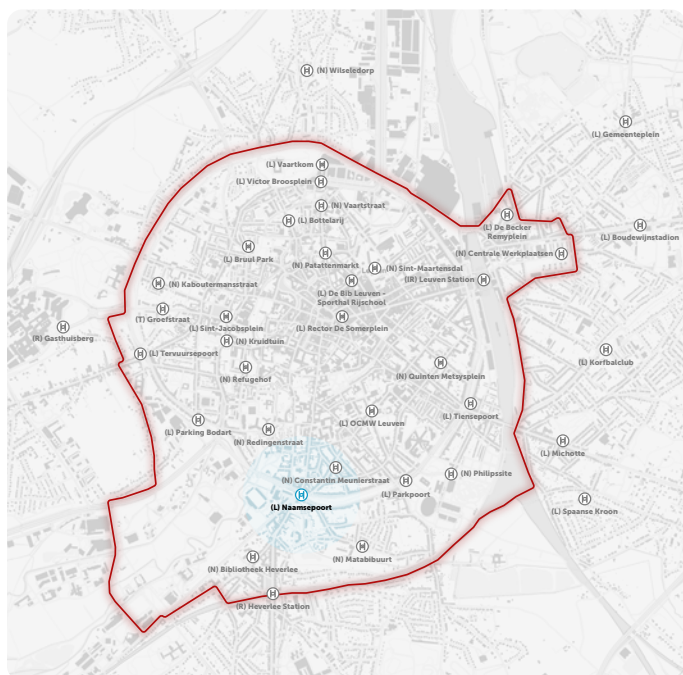 (N) Wilseledorp
(L) Gemeenteplein
(L) Vaartkom
(L) Victor Broosplein
(N) Vaartstraat
(L) Bottelarij
(L) De Becker
Remyplein
(L) Boudewijnstadion
(L) Bruul Park
(N) Palattenmarkt
(N) Centrale Werkplaatsen
(N) Sint-Maartensdal
(IR) Leuven Station
(N) Kaboutermansstraat
(L) De Bib Leuven -
Sporthal Rijschool
(T) Groefstraat
(L) Sint-Jacobsplein
(L) Rector De Somerplein
(R) Gasthuisberg
(N) Kruidtuin
(L) Tervuursepoort
(L) Korfbalclub
(N) Refugehof
(N) Quinten Metsysplein
(L) Tiensepoort
(L) Parking Bodart
(L) OCMW Leuven
(N) Redingenstraat
(L) Michotte
(N) Constantin Meunierstraat
(N) Philipssite
(L) Parkpoort
(L) Naamsepoort
(L) Spaanse Kroon
(N) Matabibuurt
(N) Bibliotheek Heverlee
(R) Heverlee Station